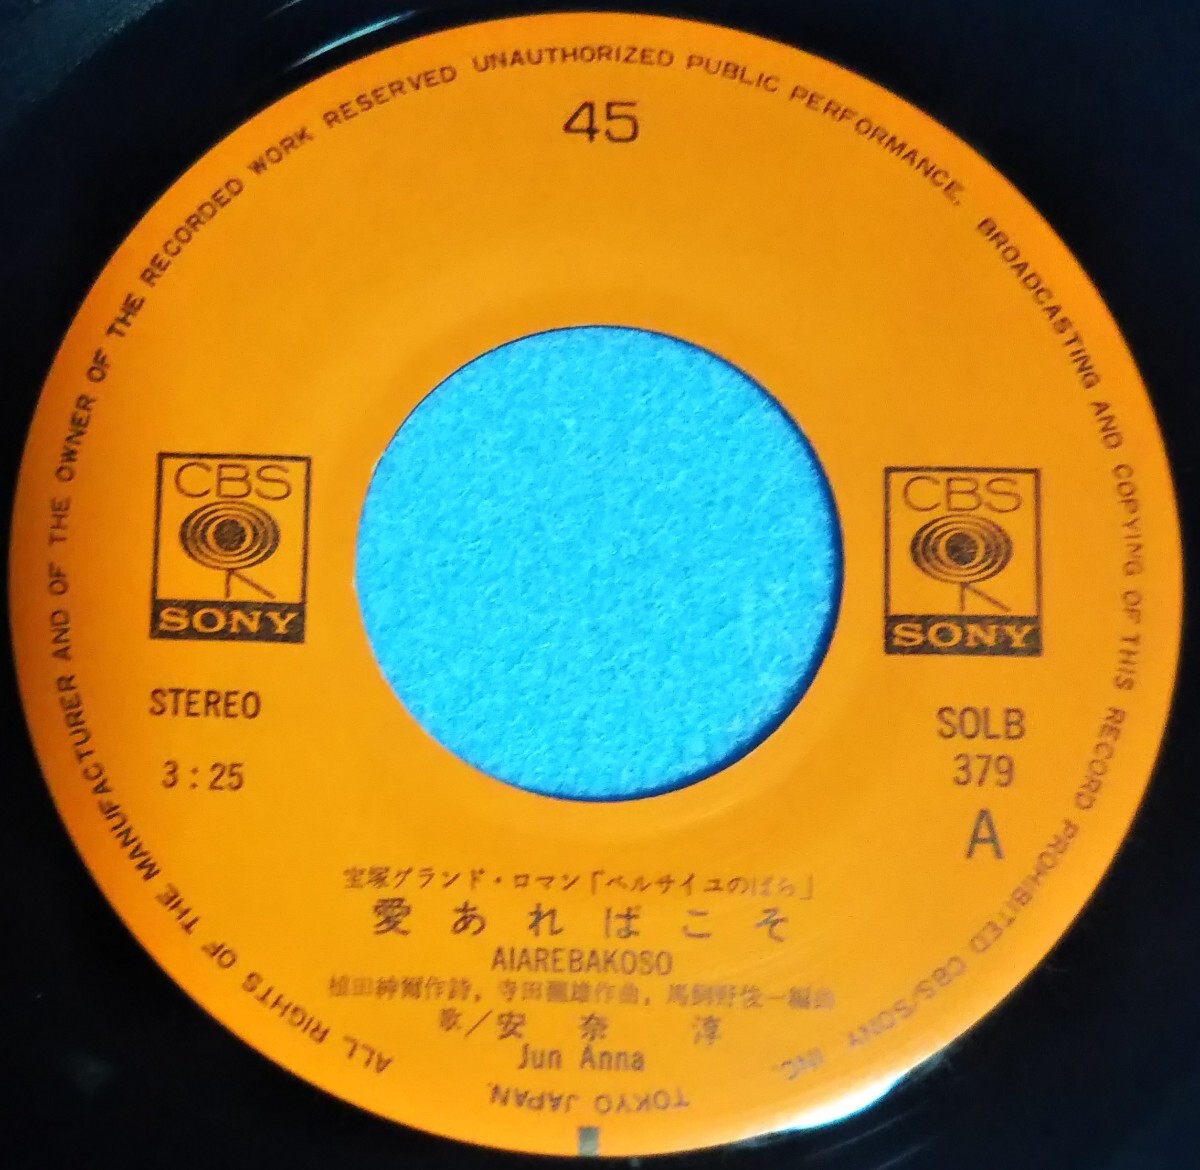 ALL RIGHTS OF THE MANUFACTURER AND OF THE OWNER OF THE RECORDED WORK RESERVED UNAUTHORIZED PUBLIC PERFORMANCE, BROADCASTING AND COPYING OF THIS RECORD PROHIBITED CBS/SONY INC.
TOKYO JAPAN.
45
CBS
SONY
CBS
SONY
STEREO
3:25
SOLB
379
A
宝塚グランド・ロマン「ベルサイユのばら」
愛あればこそ
AIAREBAKOSO
植田紳爾作詩, 寺田瀧雄作曲, 馬飼野俊一編曲
歌/安奈 淳
Jun Anna